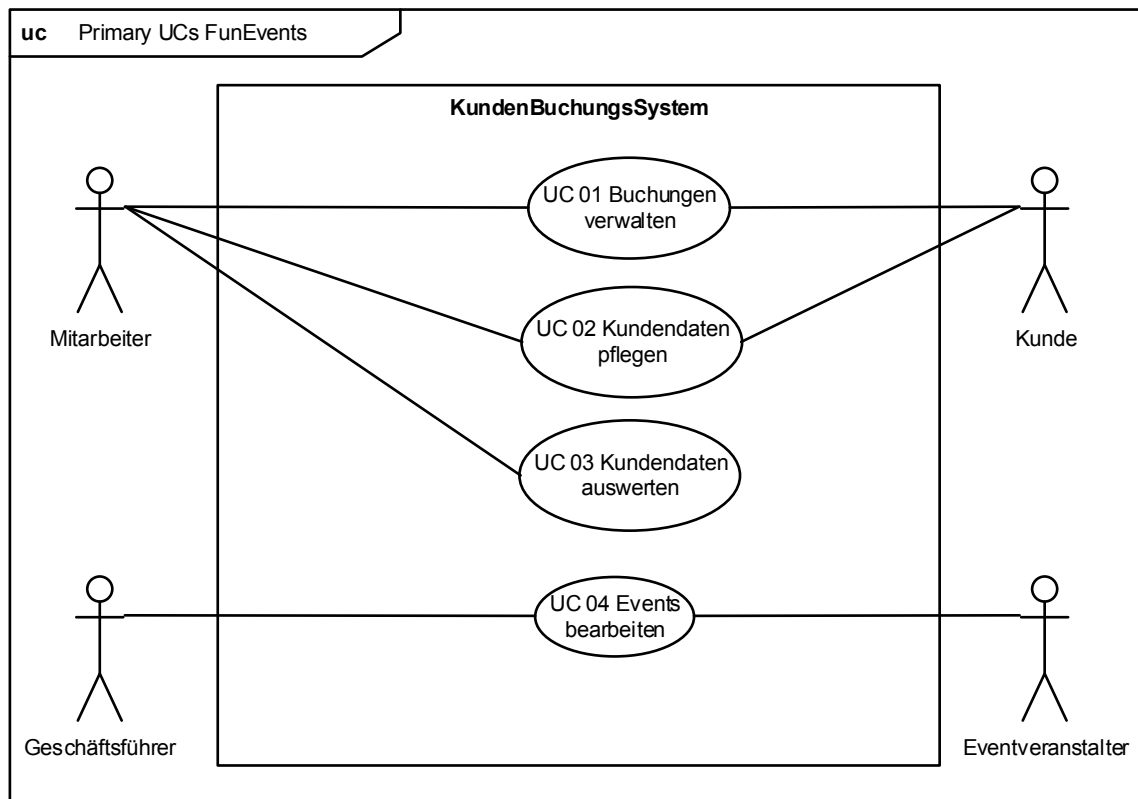 uc Primary UCs FunEvents
KundenBuchungsSystem
UC 01 Buchungen
verwalten
Mitarbeiter
UC 02 Kundendaten
pflegen
Kunde
UC 03 Kundendaten
auswerten
UC 04 Events
bearbeiten
Geschäftsführer
Eventveranstalter